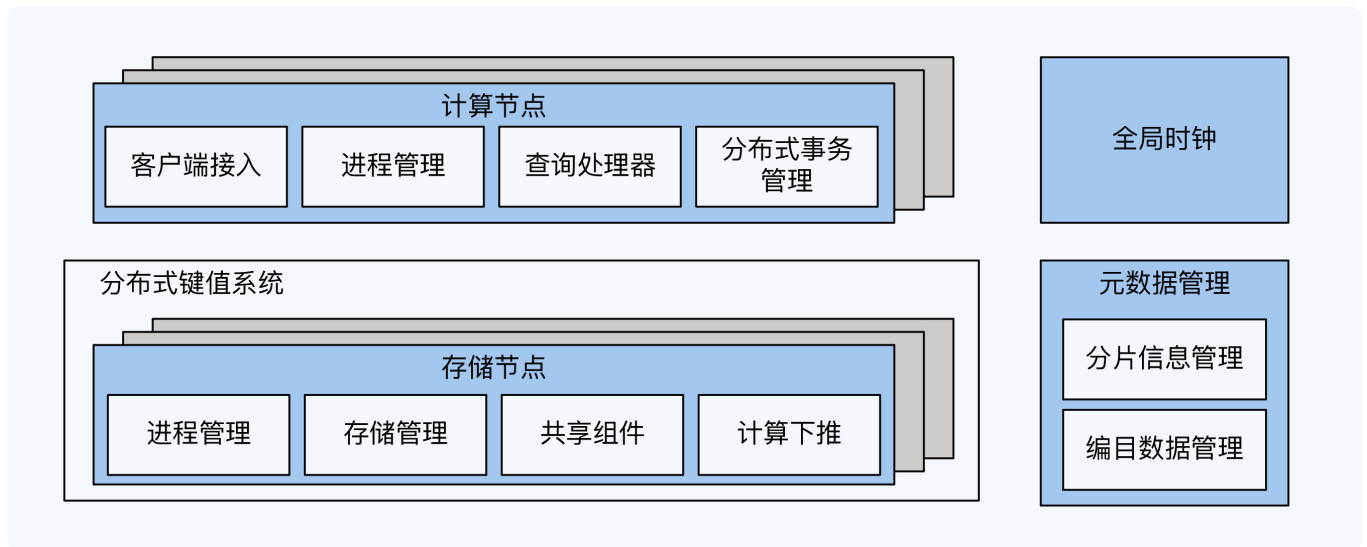 计算节点
客户端接入
进程管理
查询处理器
分布式事务
管理
全局时钟
分布式键值系统
存储节点
进程管理
存储管理
共享组件
计算下推
元数据管理
分片信息管理
编目数据管理